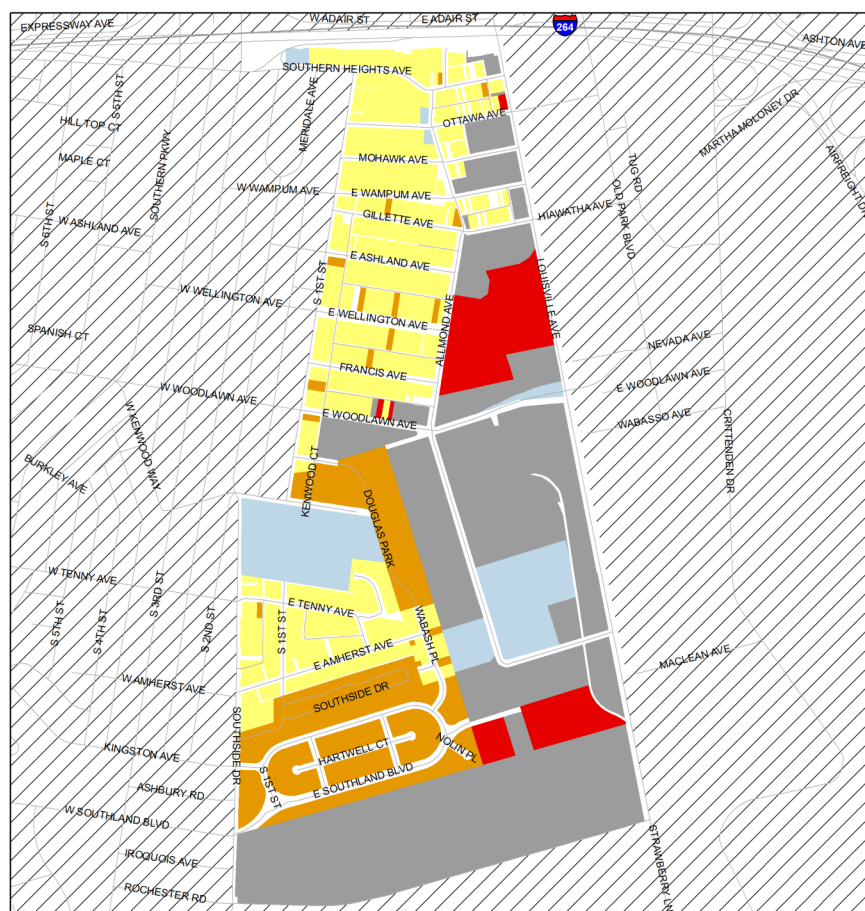 W ADAIR ST
E ADAIR ST
EXPRESSWAY AVE
264
ASHTON AVE
SOUTHERN HEIGHTS AVE
S 5TH ST
MERIDALE AVE
MARTHA MOLONEY DR
HILL TOP CT
OTTAWA AVE
AIRFREIGHT DR
MAPLE CT
SOUTHERN PKWY
MOHAWK AVE
TUG RD
W WAMPUM AVE
E WAMPUM AVE
OLD PARK BLVD
S 6TH ST
W ASHLAND AVE
GILLETTE AVE
HIAWATHA AVE
E ASHLAND AVE
S 1ST ST
LOUISVILLE AVE
W WELLINGTON AVE
E WELLINGTON AVE
ALLMOND AVE
SPANISH CT
NEVADA AVE
FRANCIS AVE
W WOODLAWN AVE
E WOODLAWN AVE
E WOODLAWN AVE
WABASSO AVE
W KENWOOD WAY
CRITTENDEN DR
BURKLEY AVE
KENWOOD CT
DOUGLAS PARK
W TENNY AVE
S 3RD ST
E TENNY AVE
S 5TH ST
S 4TH ST
S 2ND ST
S 1ST ST
WABASH PL
E AMHERST AVE
MACLEAN AVE
W AMHERST AVE
SOUTHSIDE DR
SOUTHSIDE DR
KINGSTON AVE
HARTWELL CT
NOLIN PL
S 1ST ST
E SOUTHLAND BLVD
ASHBURY RD
W SOUTHLAND BLVD
IROQUOIS AVE
STRAWBERRY LN
ROCHESTER RD